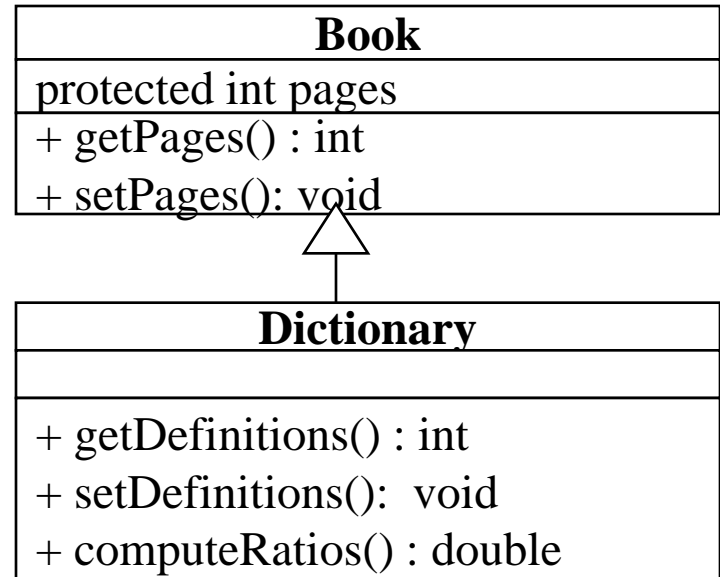 Book
protected int pages
+ getPages() : int
+ setPages(): void
Dictionary
+ getDefinitions() : int
+ setDefinitions():  void
+ computeRatios() : double